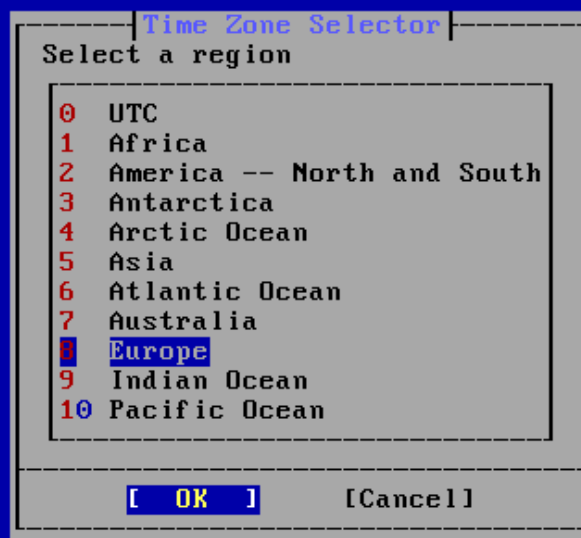 Time Zone Selector
Select a region
0 UTC
1 Africa
2 America -- North and South
3 Antarctica
4 Arctic Ocean
5 Asia
6 Atlantic Ocean
7 Australia
8 Europe
9 Indian Ocean
10 Pacific Ocean
[ OK ] [Cancel]